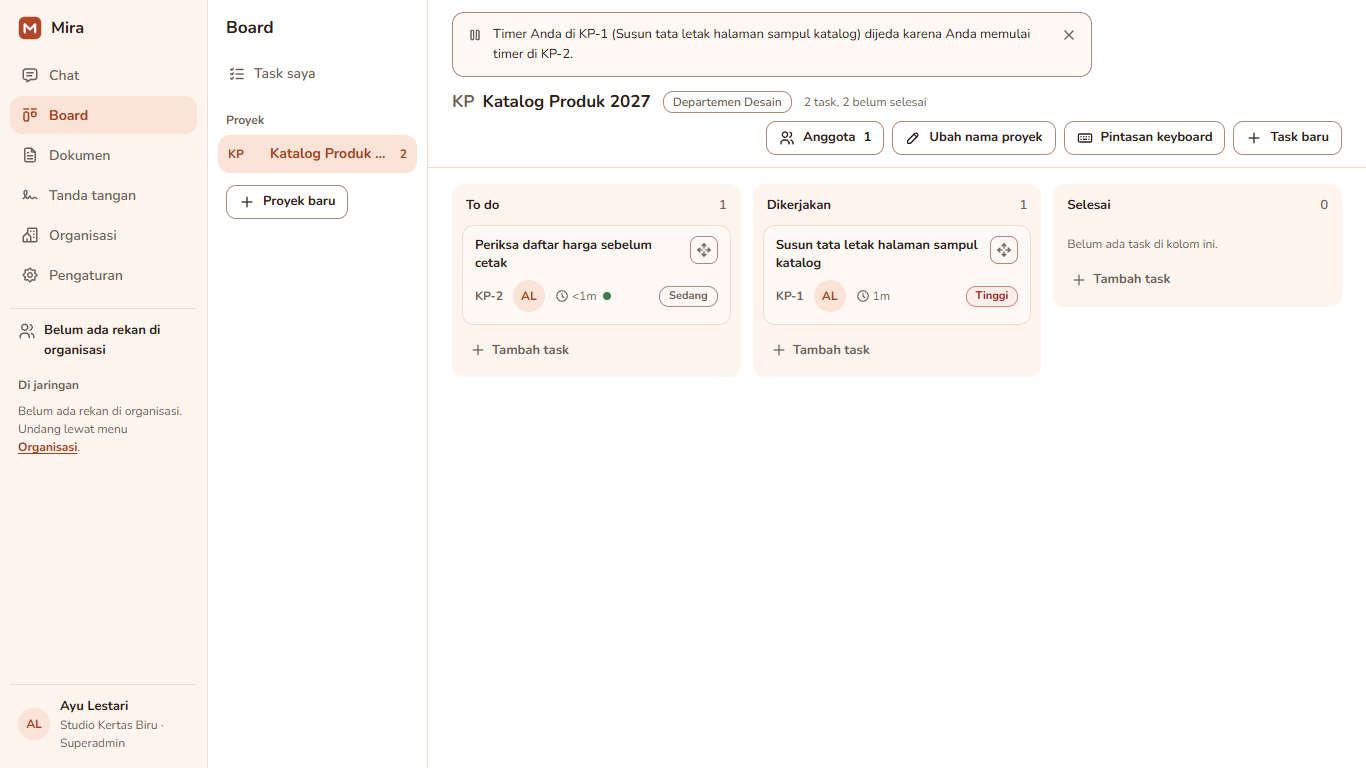 Mira
Chat
Board
Dokumen
Tanda tangan
Organisasi
Pengaturan
Belum ada rekan di
organisasi
Di jaringan
Belum ada rekan di organisasi.
Undang lewat menu
Organisasi.
AL
Ayu Lestari
Studio Kertas Biru ·
Superadmin
Board
Task saya
Proyek
KP Katalog Produk ... 2
Proyek baru
Timer Anda di KP-1 (Susun tata letak halaman sampul katalog) dijeda karena Anda memulai
timer di KP-2.
KP Katalog Produk 2027 Departemen Desain 2 task, 2 belum selesai
Anggota 1 Ubah nama proyek Pintasan keyboard Task baru
To do 1
Periksa daftar harga sebelum
cetak
KP-2 AL <1m Sedang
Tambah task
Dikerjakan 1
Susun tata letak halaman sampul
katalog
KP-1 AL 1m Tinggi
Tambah task
Selesai 0
Belum ada task di kolom ini.
Tambah task